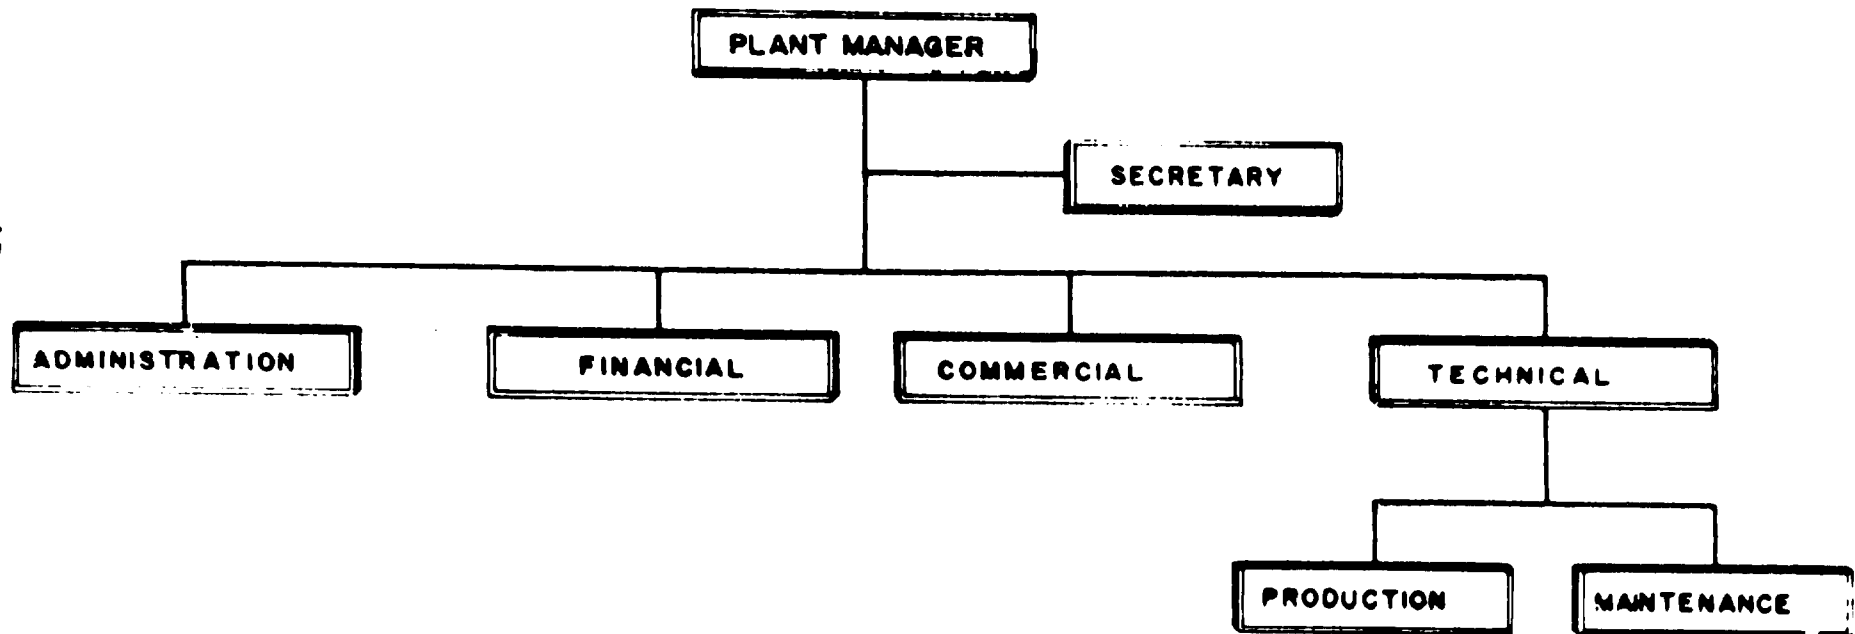 PLANT MANAGER
SECRETARY
ADMINISTRATION
FINANCIAL
COMMERCIAL
TECHNICAL
PRODUCTION
MAINTENANCE